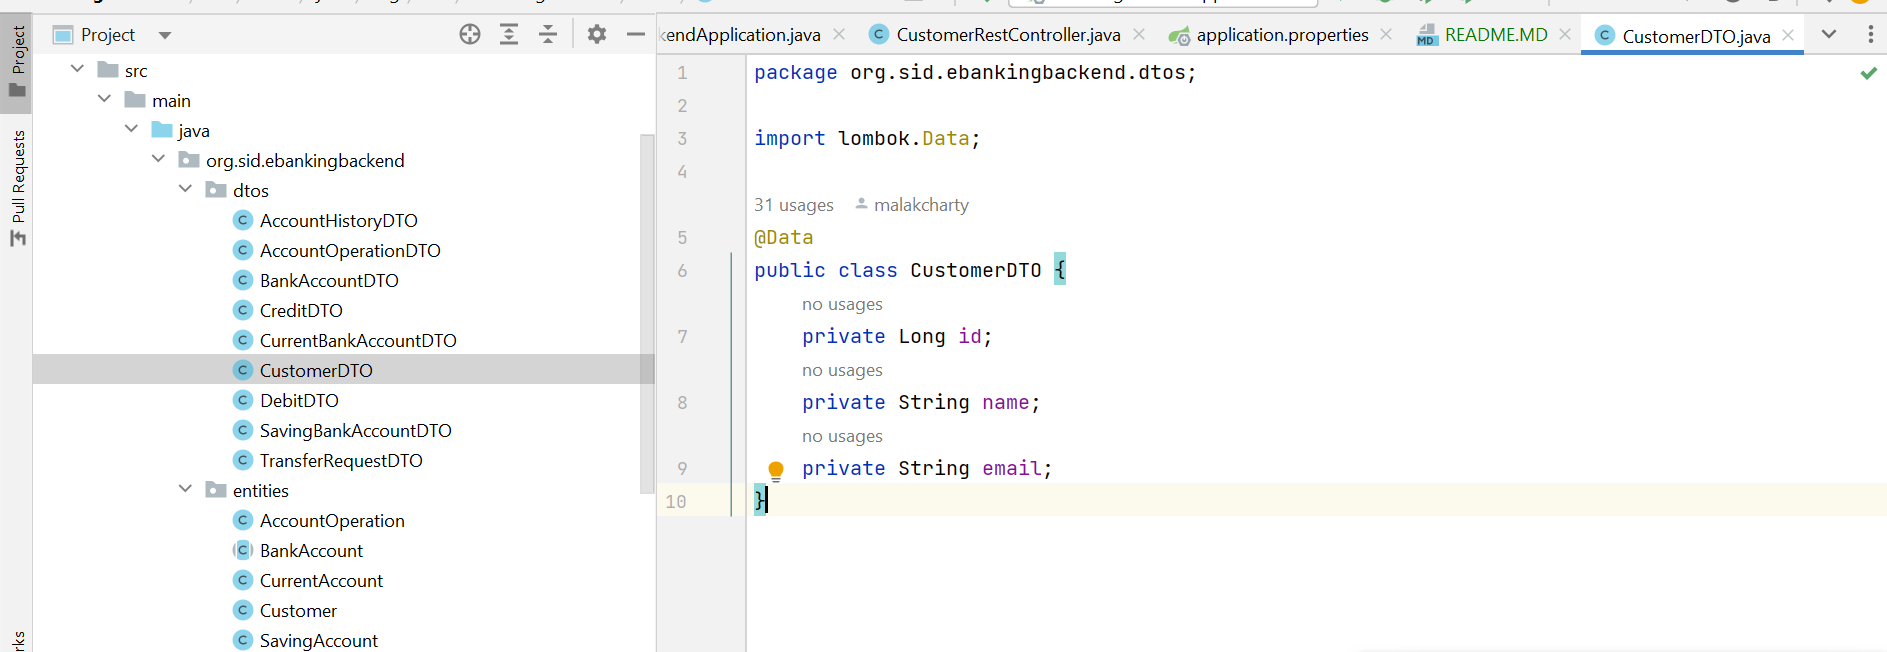 Project
Pull Requests
Project
src
main
java
org.sid.ebankingbackend
dtos
AccountHistoryDTO
AccountOperationDTO
BankAccountDTO
CreditDTO
CurrentBankAccountDTO
CustomerDTO
DebitDTO
SavingBankAccountDTO
TransferRequestDTO
entities
AccountOperation
BankAccount
CurrentAccount
Customer
SavingAccount
endApplication.java CustomerRestController.java application.properties MD README.MD CustomerDTO.java
1 package org.sid.ebankingbackend.dtos;
2
3 import lombok.Data;
4
31 usages malakcharty
5 @Data
6 public class CustomerDTO {
no usages
7 private Long id;
no usages
8 private String name;
no usages
9 private String email;
10 }